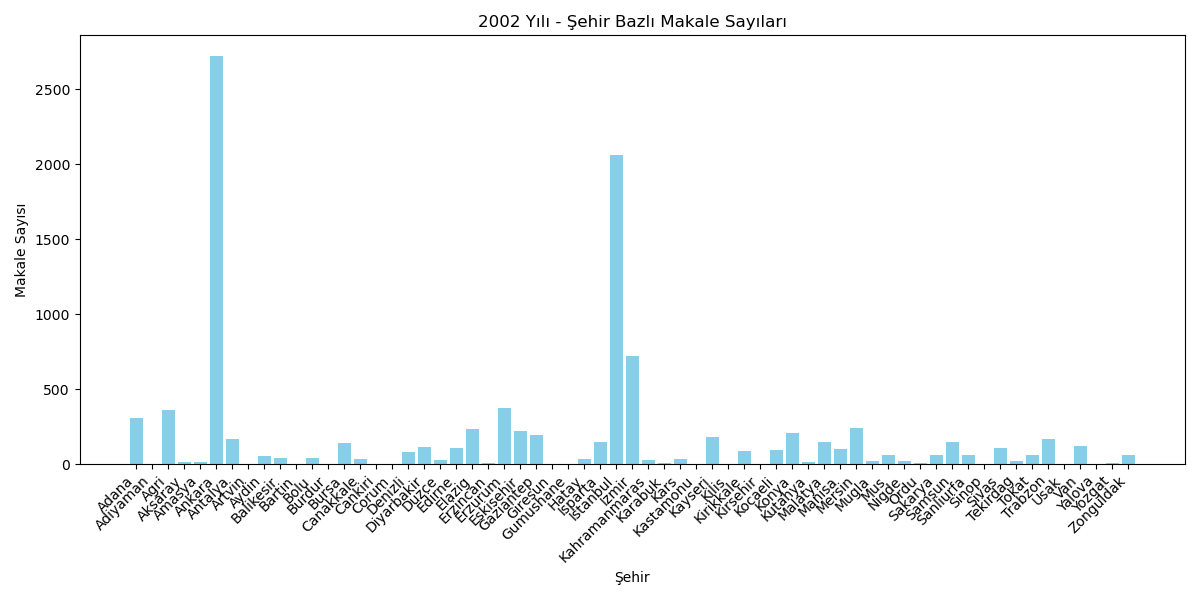 2002 Yılı - Şehir Bazlı Makale Sayıları
Makale Sayısı
2500
2000
1500
1000
500
0
Adana
Adiyaman
Agri
Aksaray
Amasya
Ankara
Antalya
Artvin
Aydin
Balikesir
Bartin
Bolu
Burdur
Bursa
Canakkale
Cankiri
Corum
Denizli
Diyarbakir
Duzce
Edirne
Elazig
Erzincan
Erzurum
Eskisehir
Gaziantep
Giresun
Gumushane
Hatay
Isparta
Istanbul
Izmir
Kahramanmaras
Karabuk
Kars
Kastamonu
Kayseri
Kilis
Kirikkale
Kirsehir
Kocaeli
Konya
Kutahya
Malatya
Manisa
Mersin
Mugla
Mus
Nigde
Ordu
Sakarya
Samsun
Sanliurfa
Sinop
Sivas
Tekirdag
Tokat
Trabzon
Usak
Van
Yalova
Yozgat
Zonguldak
Şehir